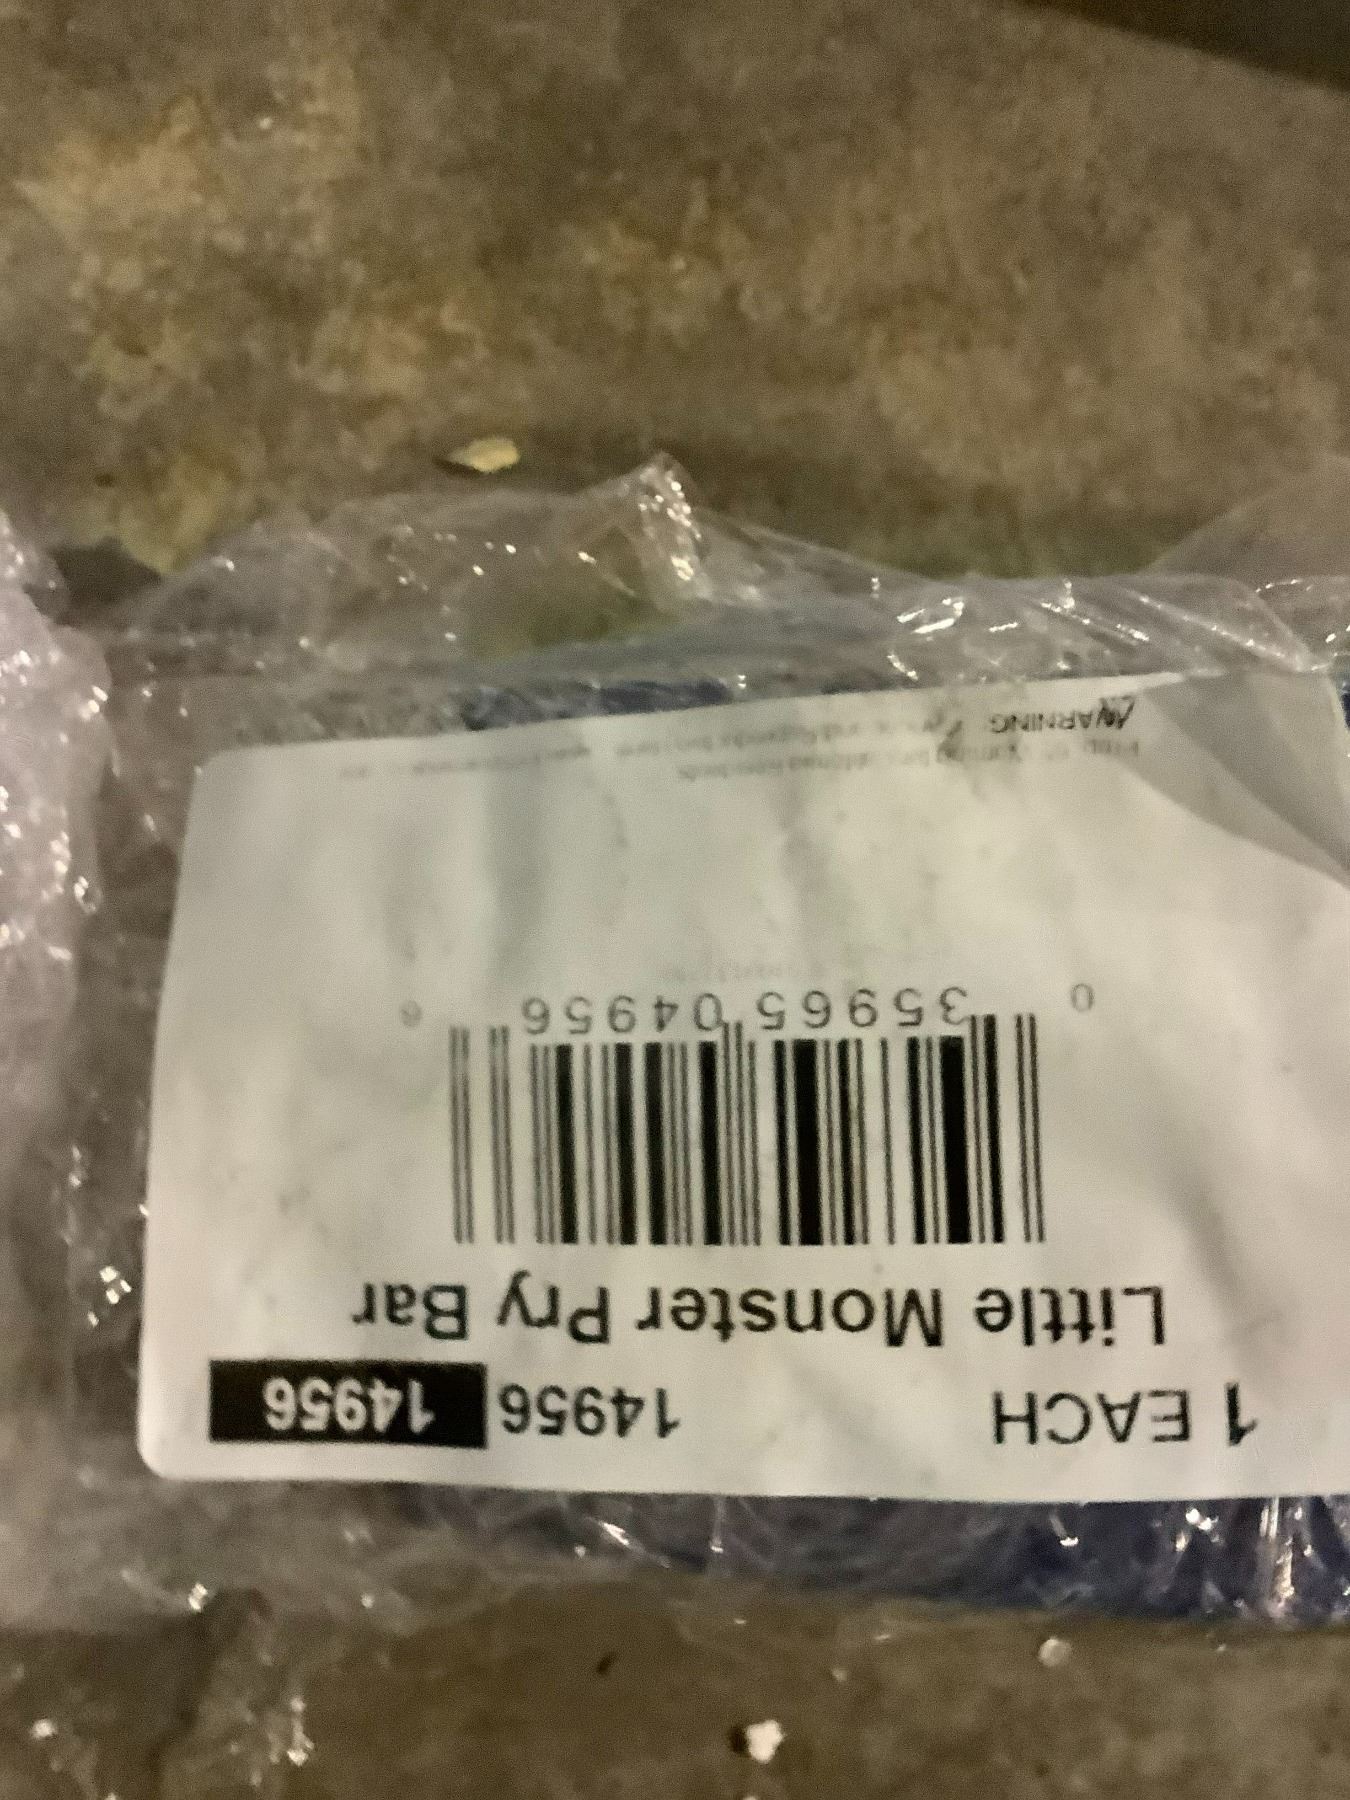 1 EACH 14956 14956
Little Monster Pry Bar
0 35965 04956 6
WARNING